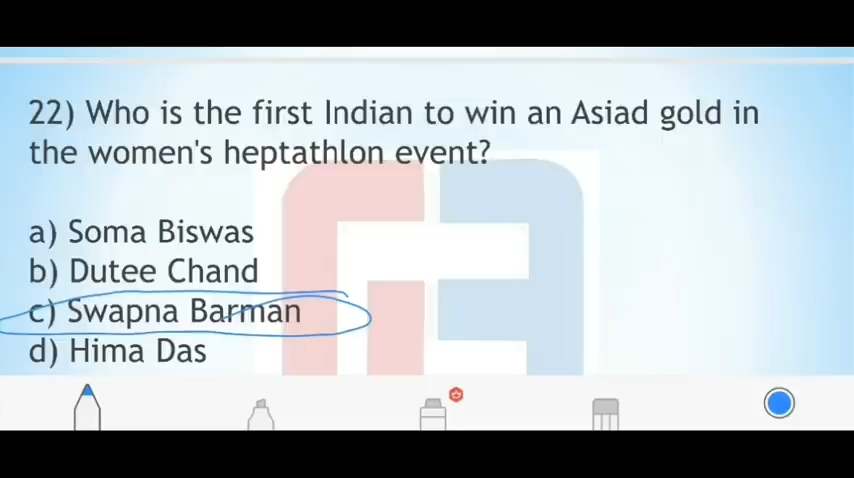 22) Who is the first Indian to win an Asiad gold in
the women's heptathlon event?
a) Soma Biswas
b) Dutee Chand
c) Swapna Barman
d) Hima Das